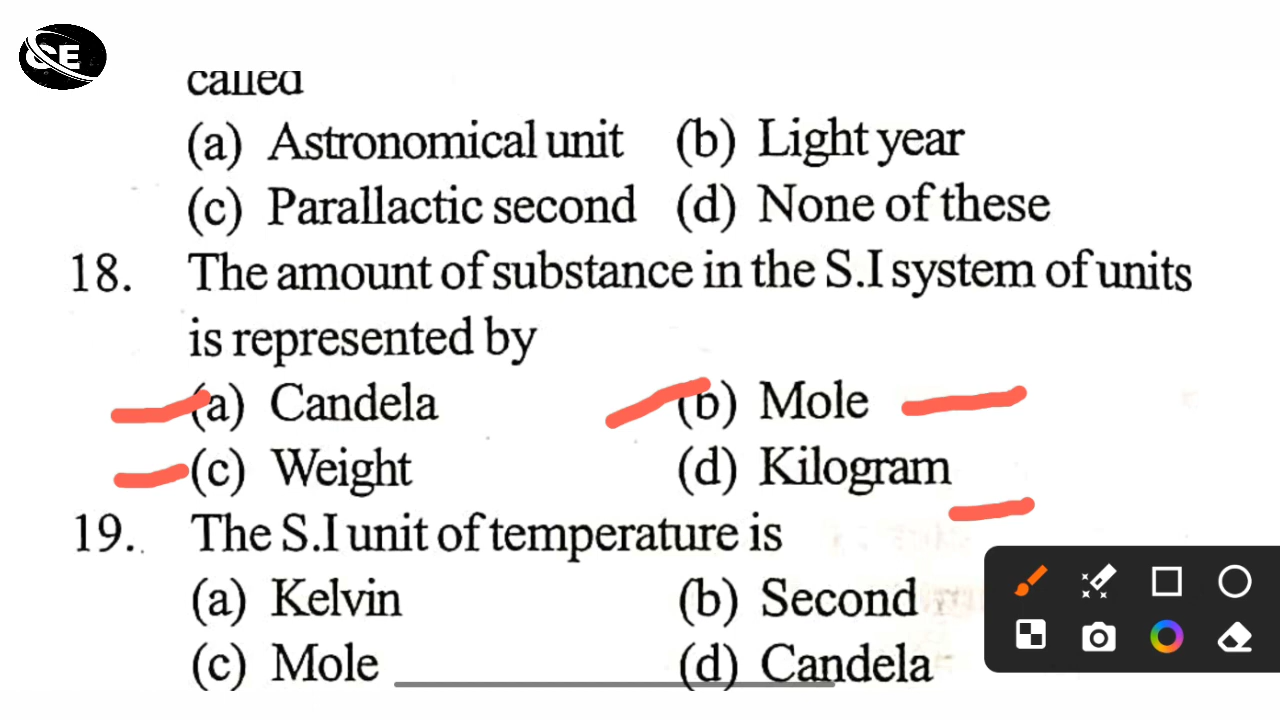 CE
called
(a) Astronomical unit (b) Light year
(c) Parallactic second (d) None of these
18. The amount of substance in the S.I system of units
is represented by
(a) Candela (b) Mole
(c) Weight (d) Kilogram
19. The S.I unit of temperature is
(a) Kelvin (b) Second
(c) Mole (d) Candela